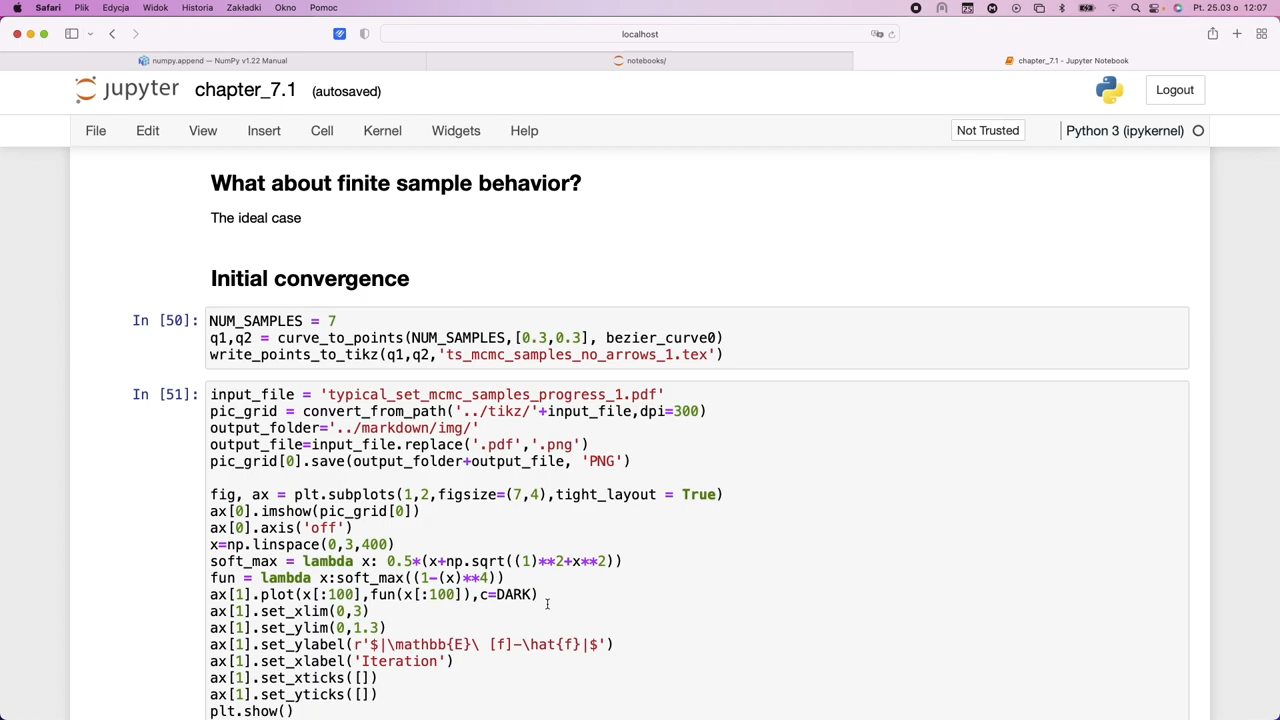 Safari Plik Edycja Widok Historia Zakładki Okno Pomoc Pt. 25.03 o 12:07
localhost
numpy.append — NumPy v1.22 Manual notebooks/ chapter_7.1 - Jupyter Notebook
jupyter chapter_7.1 (autosaved) Logout
File Edit View Insert Cell Kernel Widgets Help Not Trusted Python 3 (ipykernel)
What about finite sample behavior?
The ideal case
Initial convergence
In [50]: NUM_SAMPLES = 7
q1,q2 = curve_to_points(NUM_SAMPLES,[0.3,0.3], bezier_curve0)
write_points_to_tikz(q1,q2,'ts_mcmc_samples_no_arrows_1.tex')
In [51]: input_file = 'typical_set_mcmc_samples_progress_1.pdf'
pic_grid = convert_from_path('../tikz/'+input_file,dpi=300)
output_folder='../markdown/img/'
output_file=input_file.replace('.pdf','.png')
pic_grid[0].save(output_folder+output_file, 'PNG')
fig, ax = plt.subplots(1,2,figsize=(7,4),tight_layout = True)
ax[0].imshow(pic_grid[0])
ax[0].axis('off')
x=np.linspace(0,3,400)
soft_max = lambda x: 0.5*(x+np.sqrt((1)**2+x**2))
fun = lambda x:soft_max((1-(x)**4))
ax[1].plot(x[:100],fun(x[:100]),c=DARK)
ax[1].set_xlim(0,3)
ax[1].set_ylim(0,1.3)
ax[1].set_ylabel(r'$|\mathbb{E}\ [f]-\hat{f}|$')
ax[1].set_xlabel('Iteration')
ax[1].set_xticks([])
ax[1].set_yticks([])
plt.show()